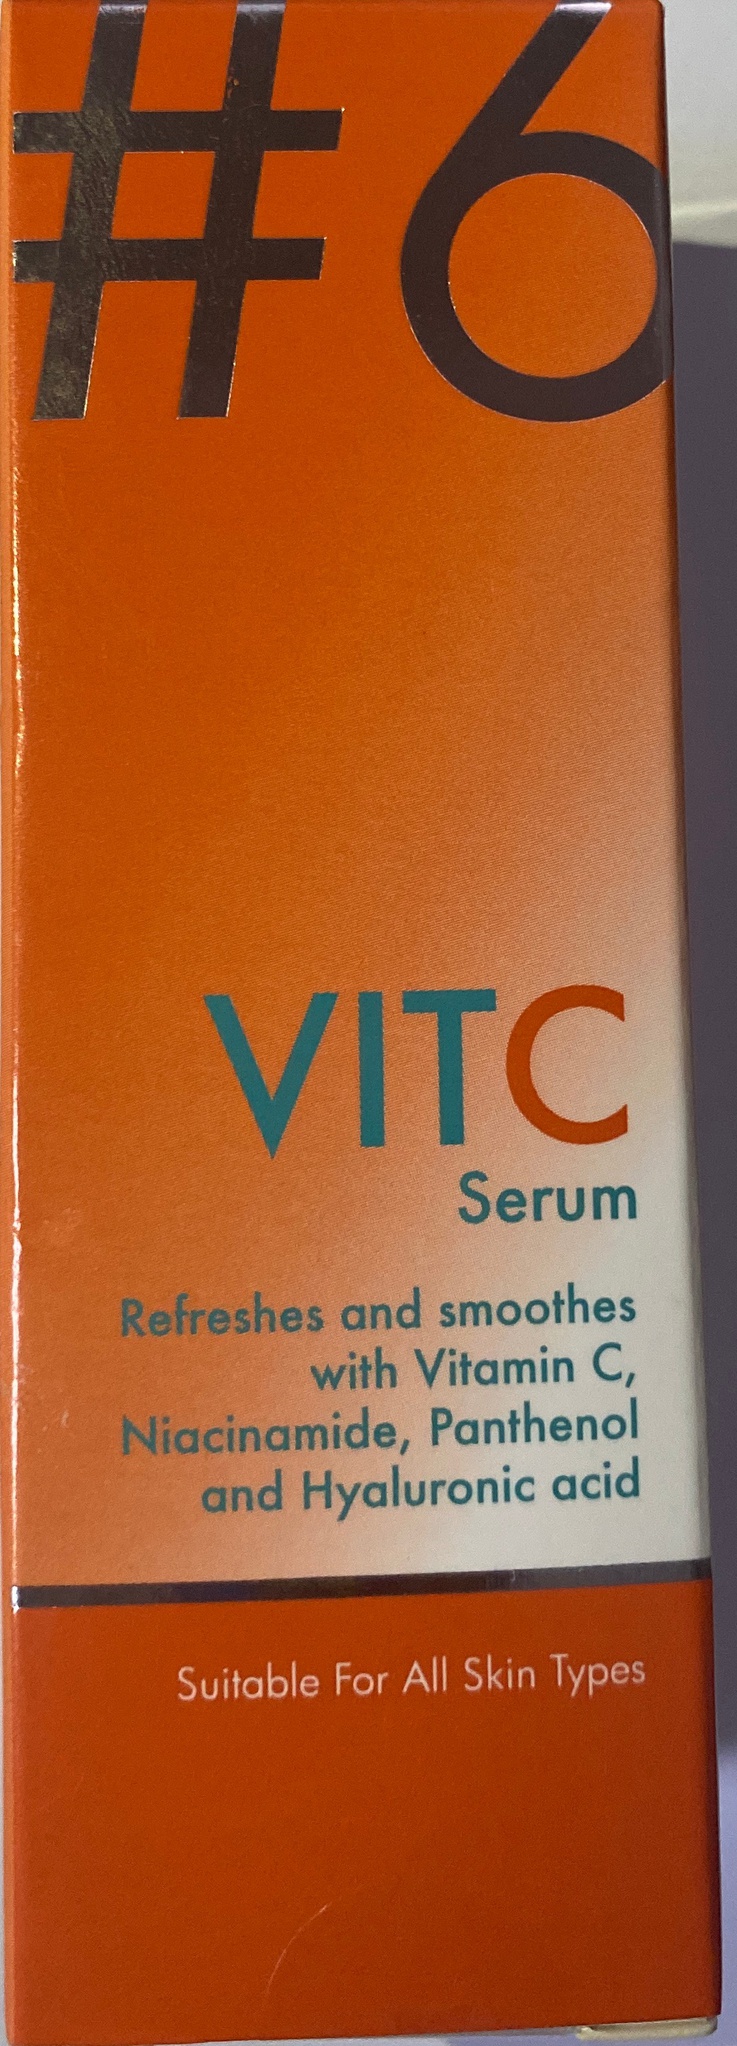 #6
VITC
Serum
Refreshes and smoothes
with Vitamin C,
Niacinamide, Panthenol
and Hyaluronic acid
Suitable For All Skin Types